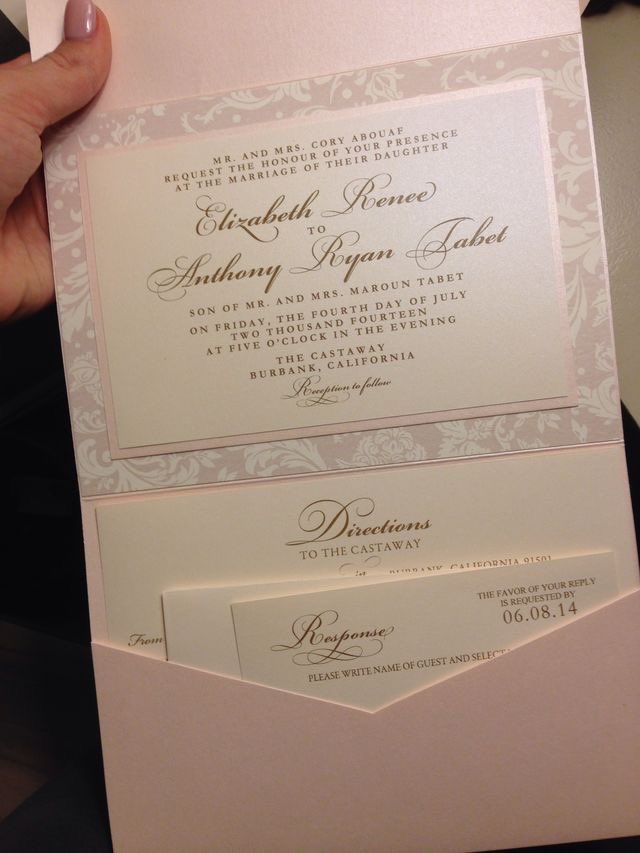 MR. AND MRS. CORY ABOUAF
REQUEST THE HONOUR OF YOUR PRESENCE
AT THE MARRIAGE OF THEIR DAUGHTER
Elizabeth Renee
TO
Anthony Ryan Tabet
SON OF MR. AND MRS. MAROUN TABET
ON FRIDAY, THE FOURTH DAY OF JULY
TWO THOUSAND FOURTEEN
AT FIVE O'CLOCK IN THE EVENING
THE CASTAWAY
BURBANK, CALIFORNIA
Reception to follow
Directions
TO THE CASTAWAY
BURBANK, CALIFORNIA 91501
From
THE FAVOR OF YOUR REPLY
IS REQUESTED BY
06.08.14
Response
PLEASE WRITE NAME OF GUEST AND SELECT